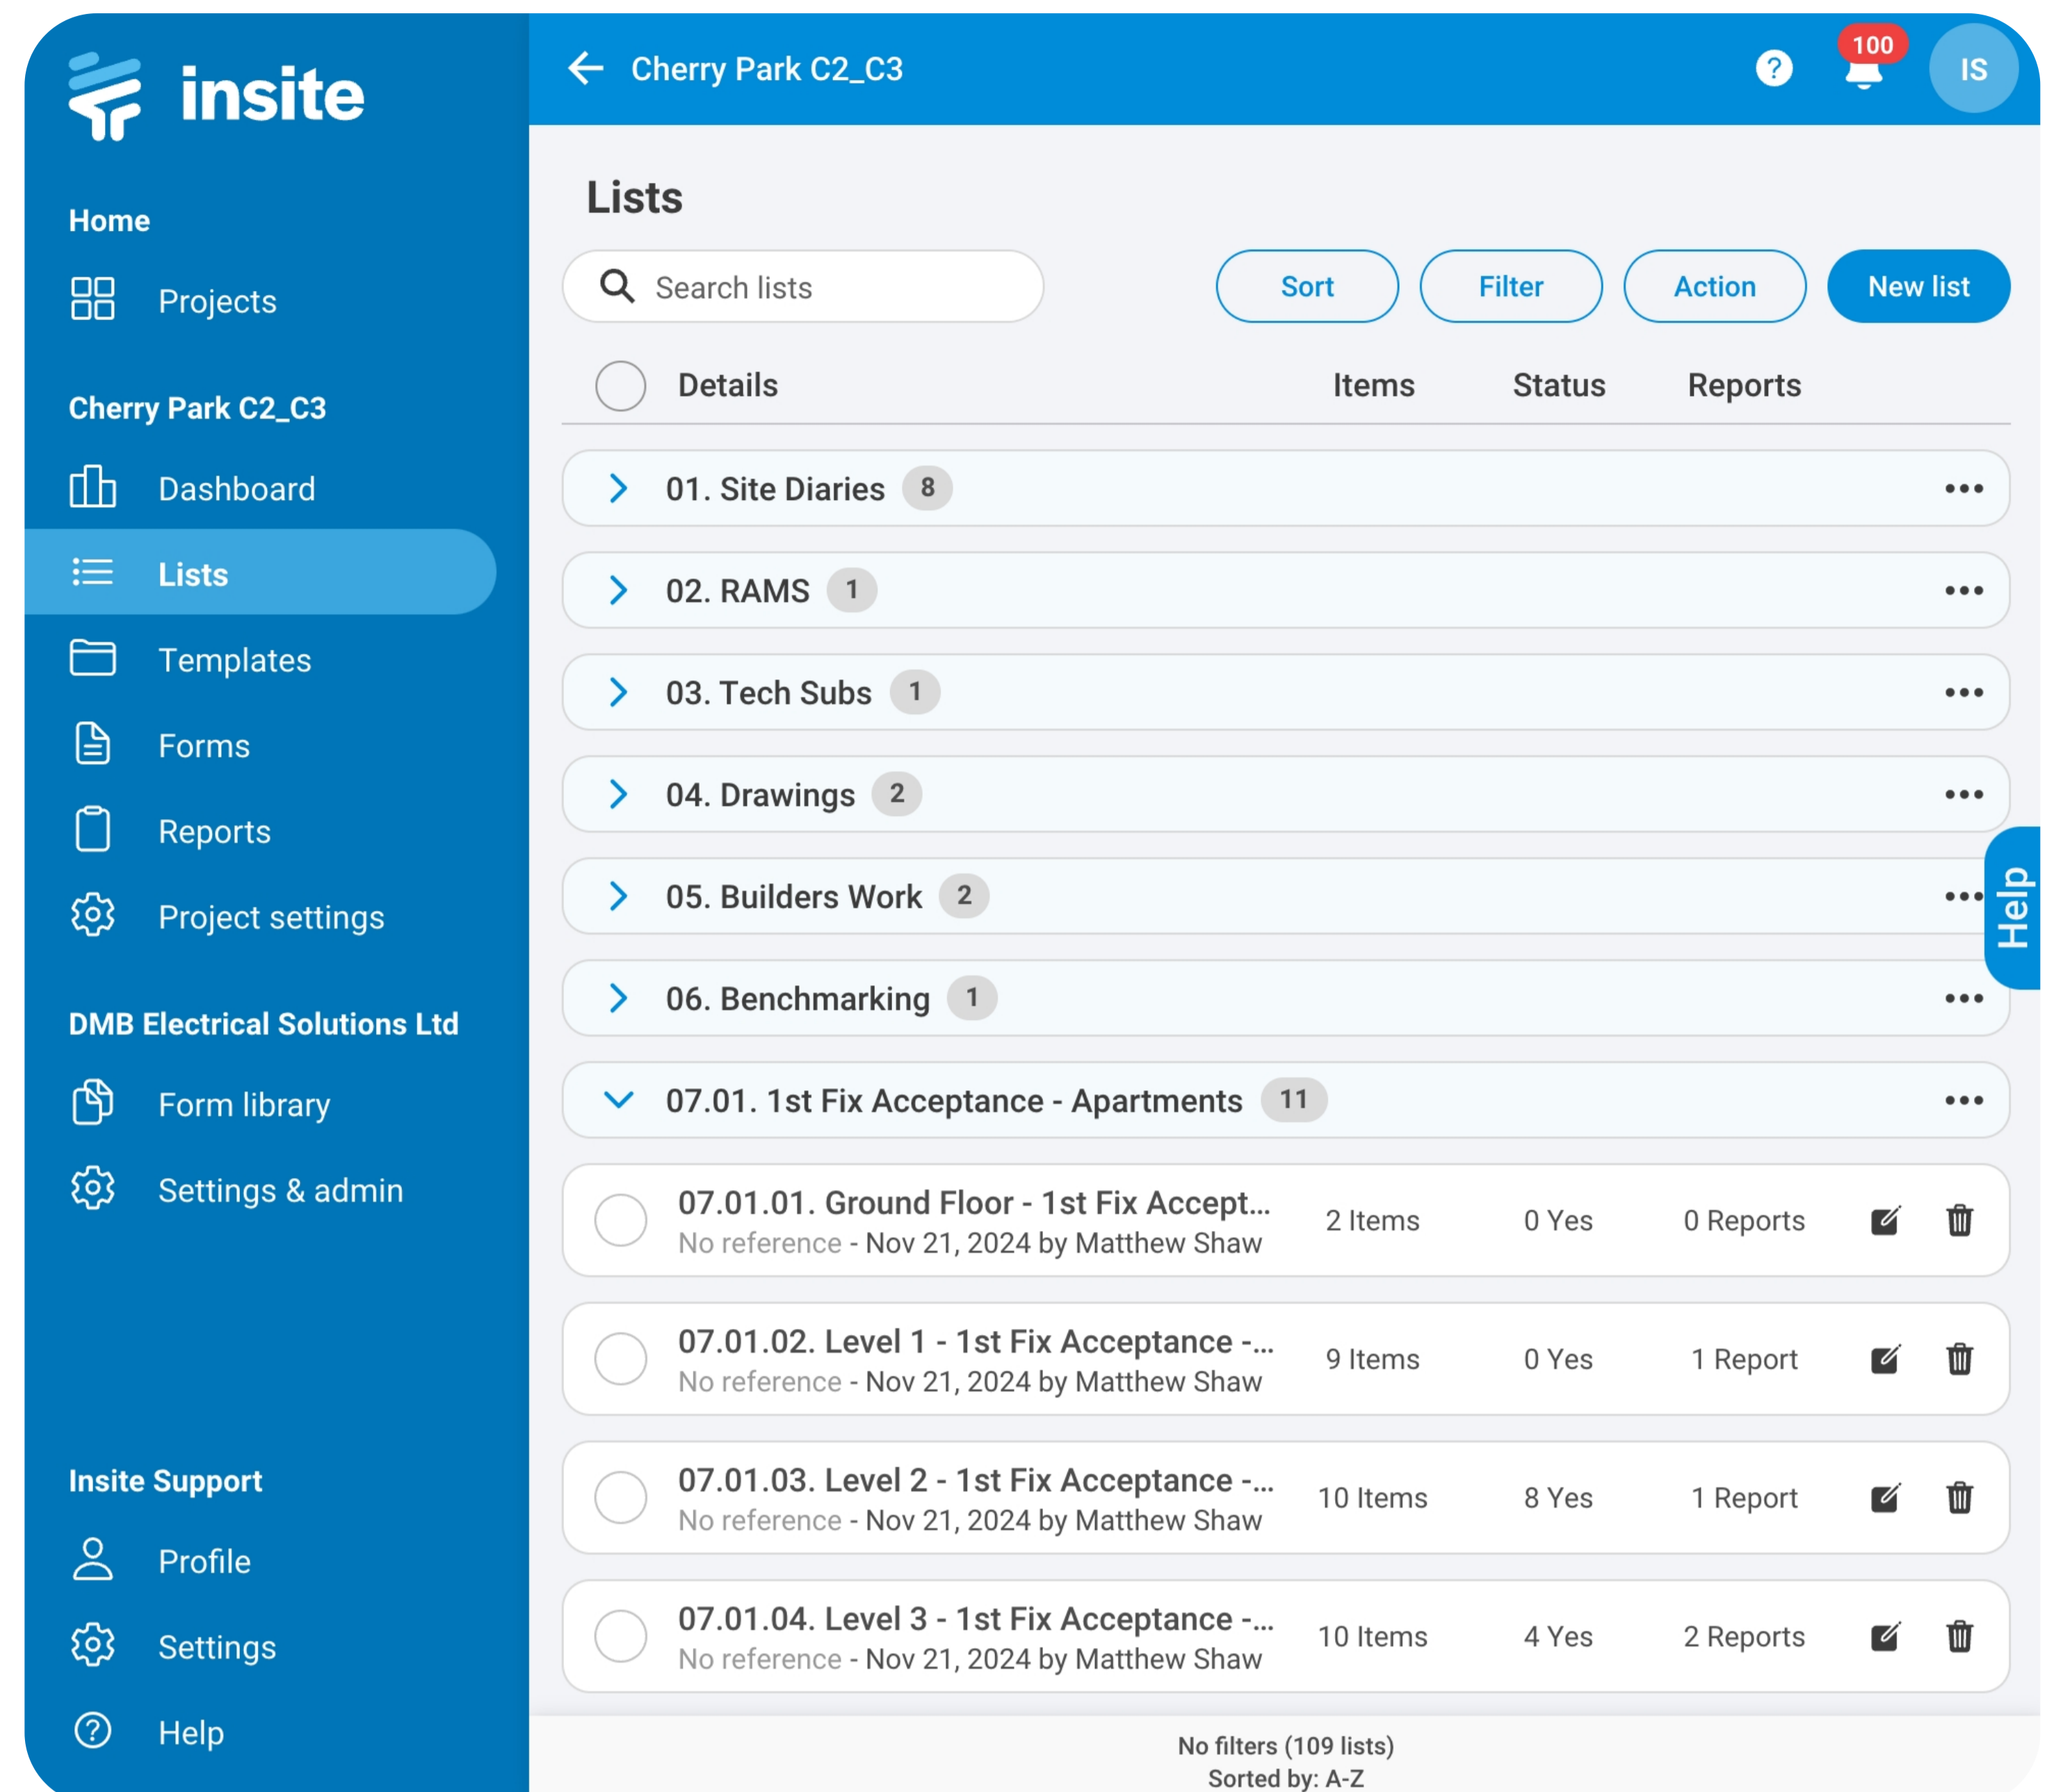 insite
Home
Projects
Cherry Park C2_C3
Dashboard
Lists
Templates
Forms
Reports
Project settings
DMB Electrical Solutions Ltd
Form library
Settings & admin
Insite Support
Profile
Settings
Help
Cherry Park C2_C3
?
100
IS
Lists
Search lists
Sort
Filter
Action
New list
Details Items Status Reports
01. Site Diaries 8
02. RAMS 1
03. Tech Subs 1
04. Drawings 2
05. Builders Work 2
06. Benchmarking 1
07.01. 1st Fix Acceptance - Apartments 11
07.01.01. Ground Floor - 1st Fix Accept...
No reference - Nov 21, 2024 by Matthew Shaw
2 Items 0 Yes 0 Reports
07.01.02. Level 1 - 1st Fix Acceptance -...
No reference - Nov 21, 2024 by Matthew Shaw
9 Items 0 Yes 1 Report
07.01.03. Level 2 - 1st Fix Acceptance -...
No reference - Nov 21, 2024 by Matthew Shaw
10 Items 8 Yes 1 Report
07.01.04. Level 3 - 1st Fix Acceptance -...
No reference - Nov 21, 2024 by Matthew Shaw
10 Items 4 Yes 2 Reports
Help
No filters (109 lists)
Sorted by: A-Z